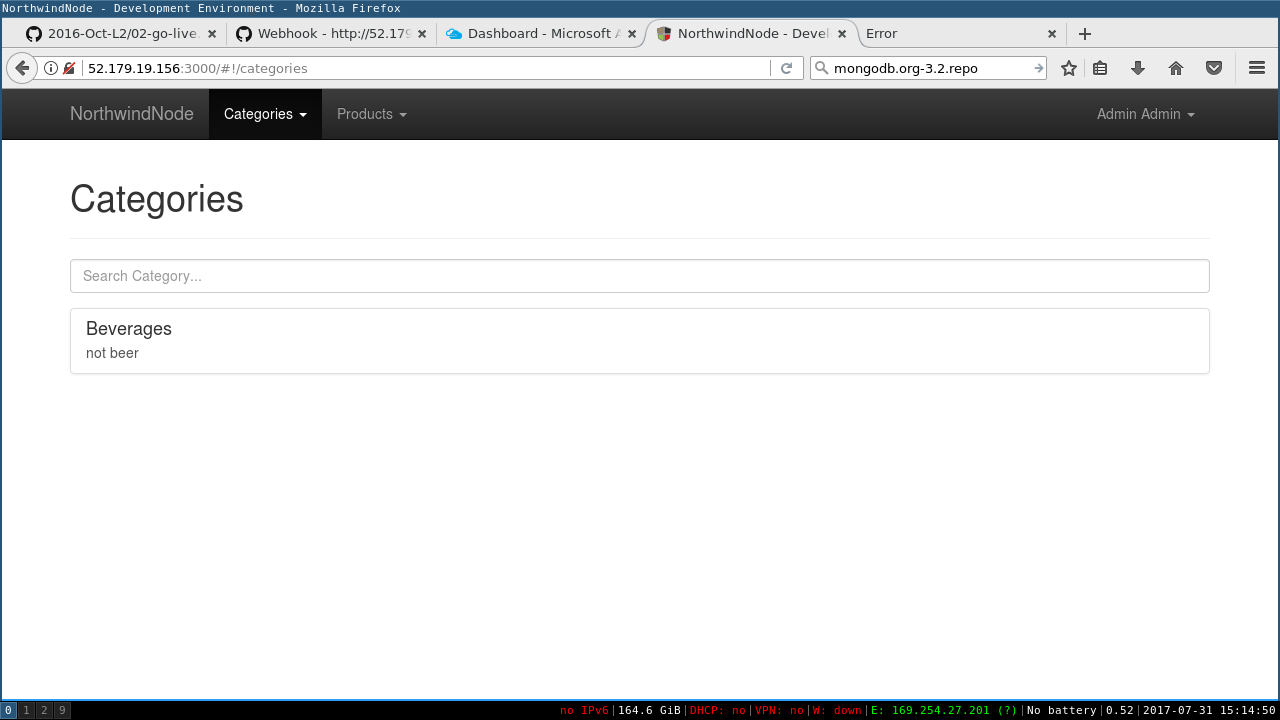 NorthwindNode - Development Environment - Mozilla Firefox
2016-Oct-L2/02-go-live. Webhook - http://52.179 Dashboard - Microsoft A NorthwindNode - Devel Error
52.179.19.156:3000/#!/categories mongodb.org-3.2.repo
NorthwindNode Categories Products Admin Admin
Categories
Search Category...
Beverages
not beer
0 1 2 9 no IPv6|164.6 GiB|DHCP: no|VPN: no|W: down|E: 169.254.27.201 (?)|No battery|0.52|2017-07-31 15:14:50